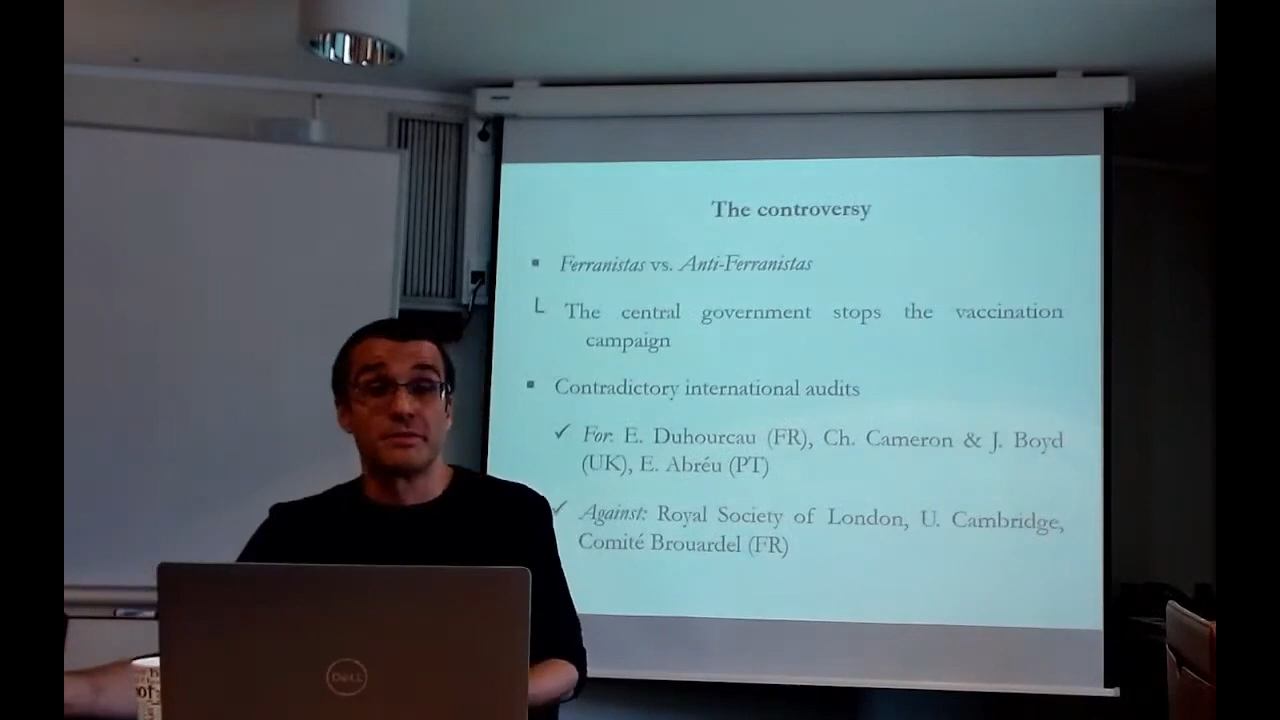 The controversy
▪ Ferranistas vs. Anti-Ferranistas
The central government stops the vaccination
campaign
▪ Contradictory international audits
✓ For: E. Duhourcau (FR), Ch. Cameron & J. Boyd
(UK), E. Abréu (PT)
✓ Against: Royal Society of London, U. Cambridge,
Comité Brouardel (FR)
DELL